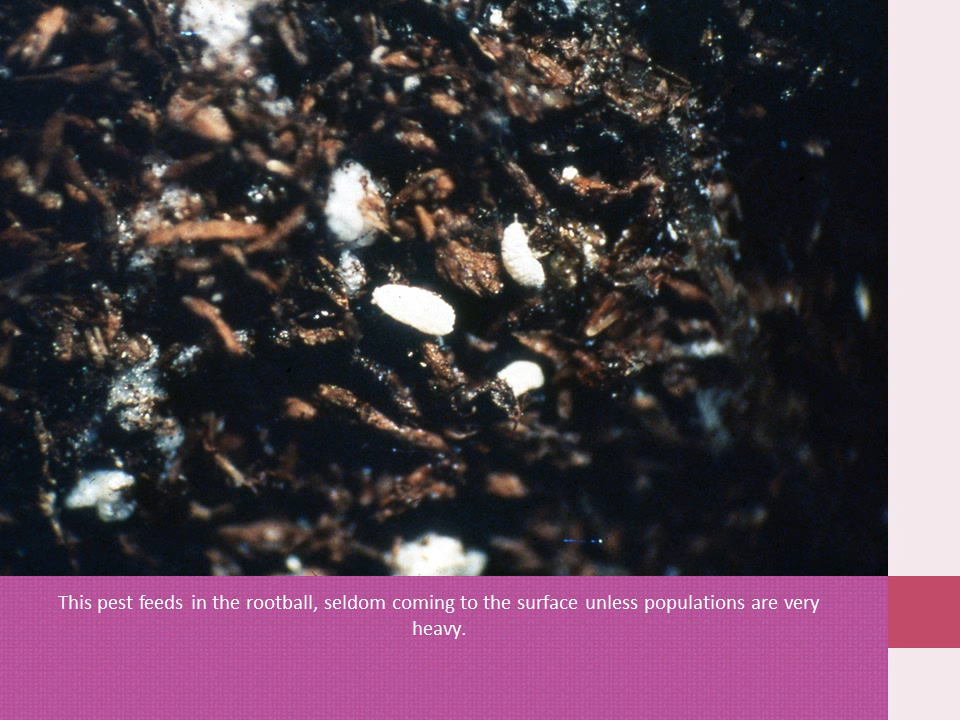 This pest feeds in the rootball, seldom coming to the surface unless populations are very
heavy.